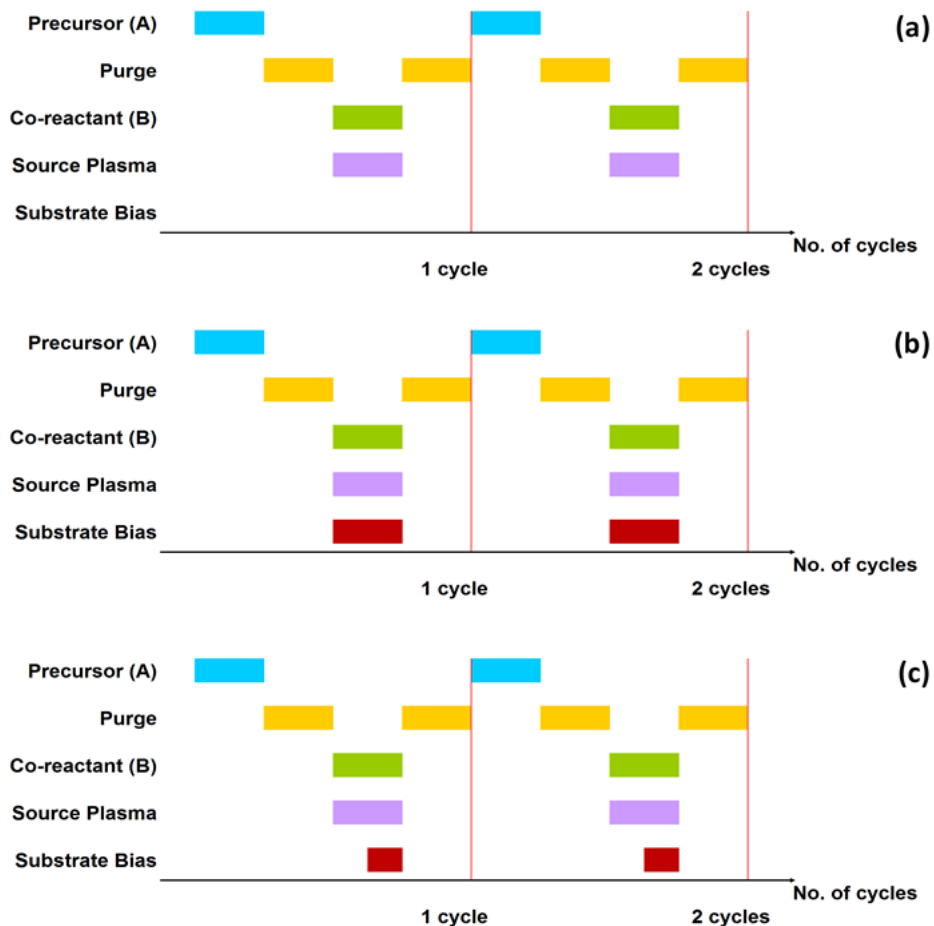 Precursor (A)
(a)
Purge
Co-reactant (B)
Source Plasma
Substrate Bias
No. of cycles
1 cycle
2 cycles
Precursor (A)
(b)
Purge
Co-reactant (B)
Source Plasma
Substrate Bias
No. of cycles
1 cycle
2 cycles
Precursor (A)
(c)
Purge
Co-reactant (B)
Source Plasma
Substrate Bias
No. of cycles
1 cycle
2 cycles